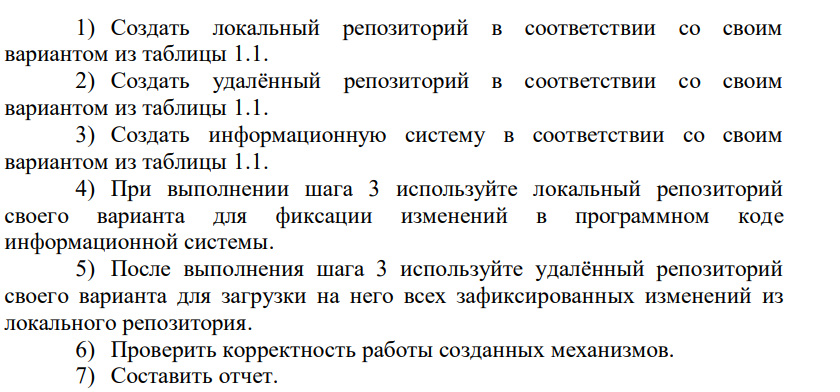 1) Создать локальный репозиторий в соответствии со своим
вариантом из таблицы 1.1.
2) Создать удалённый репозиторий в соответствии со своим
вариантом из таблицы 1.1.
3) Создать информационную систему в соответствии со своим
вариантом из таблицы 1.1.
4) При выполнении шага 3 используйте локальный репозиторий
своего варианта для фиксации изменений в программном коде
информационной системы.
5) После выполнения шага 3 используйте удалённый репозиторий
своего варианта для загрузки на него всех зафиксированных изменений из
локального репозитория.
6) Проверить корректность работы созданных механизмов.
7) Составить отчет.